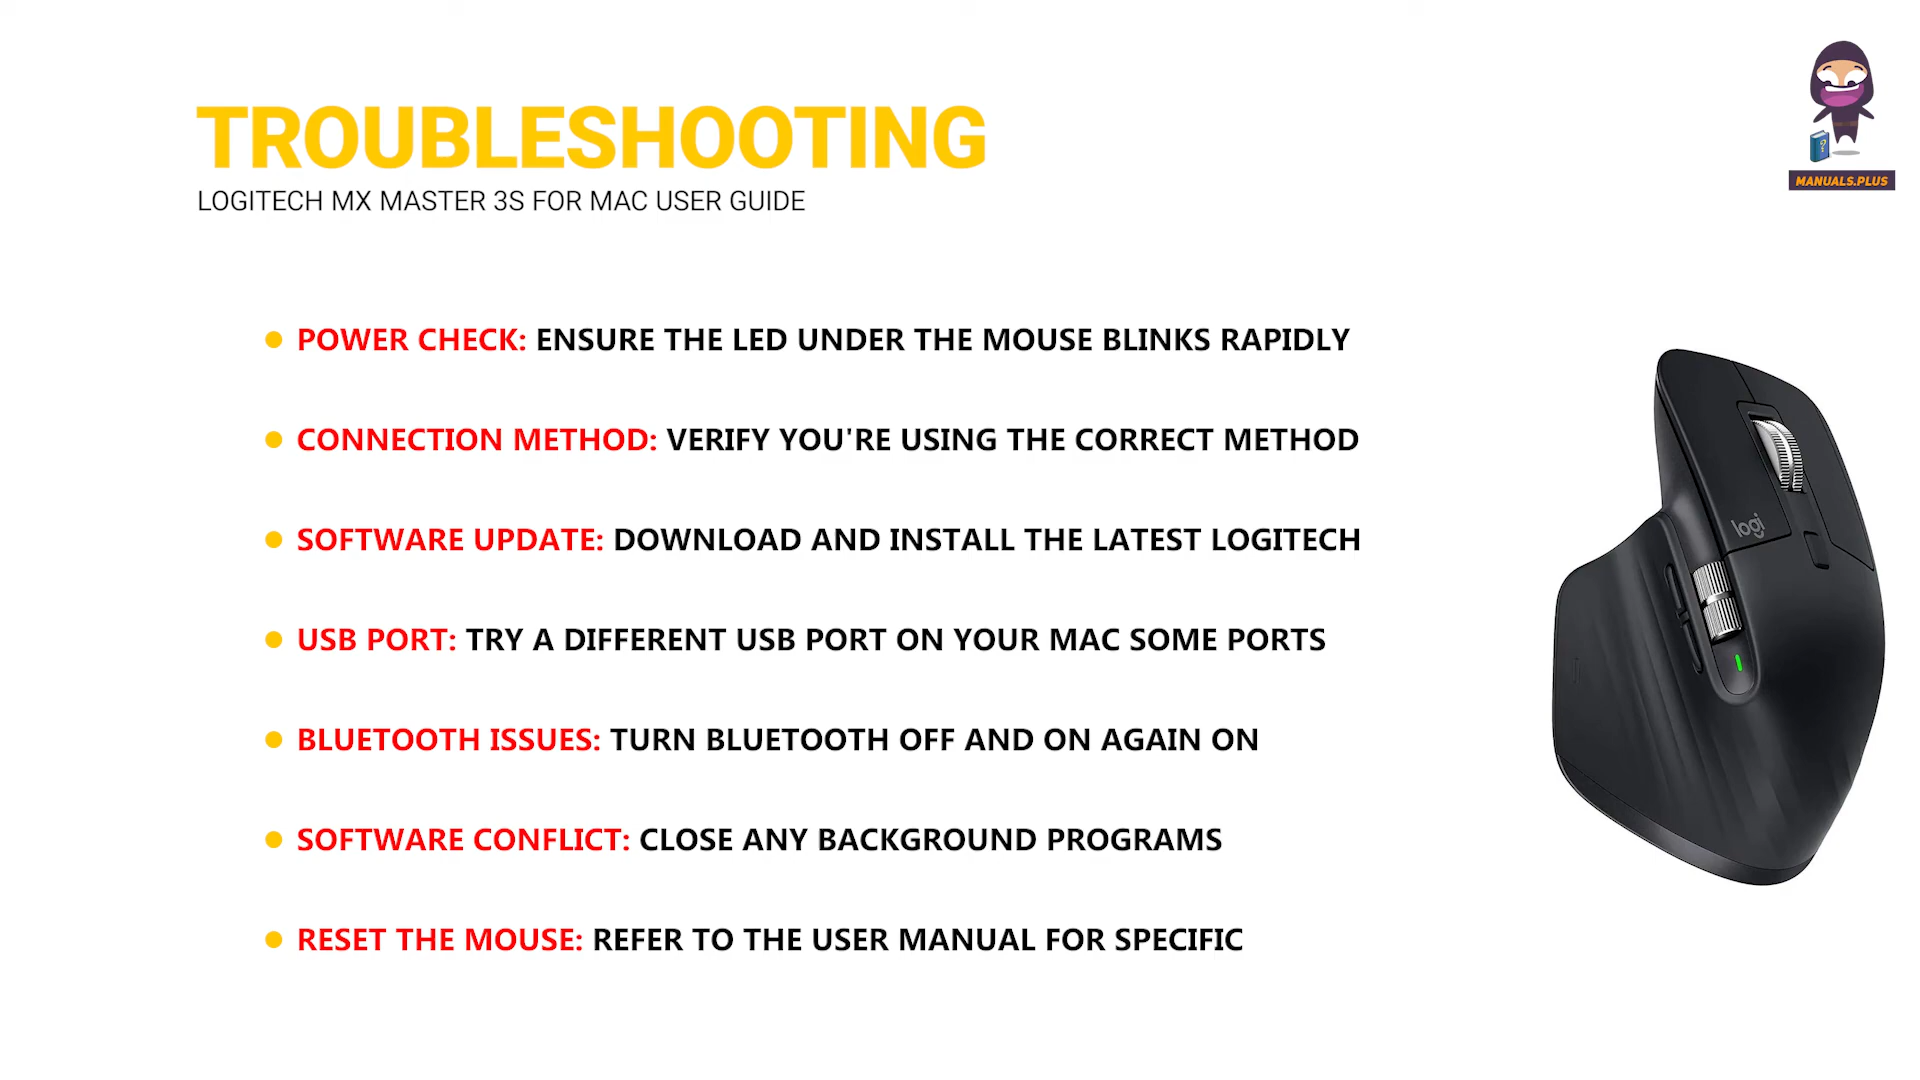 TROUBLESHOOTING
LOGITECH MX MASTER 3S FOR MAC USER GUIDE
MANUALS.PLUS
POWER CHECK: ENSURE THE LED UNDER THE MOUSE BLINKS RAPIDLY
CONNECTION METHOD: VERIFY YOU'RE USING THE CORRECT METHOD
SOFTWARE UPDATE: DOWNLOAD AND INSTALL THE LATEST LOGITECH
USB PORT: TRY A DIFFERENT USB PORT ON YOUR MAC SOME PORTS
BLUETOOTH ISSUES: TURN BLUETOOTH OFF AND ON AGAIN ON
SOFTWARE CONFLICT: CLOSE ANY BACKGROUND PROGRAMS
RESET THE MOUSE: REFER TO THE USER MANUAL FOR SPECIFIC
logi
?